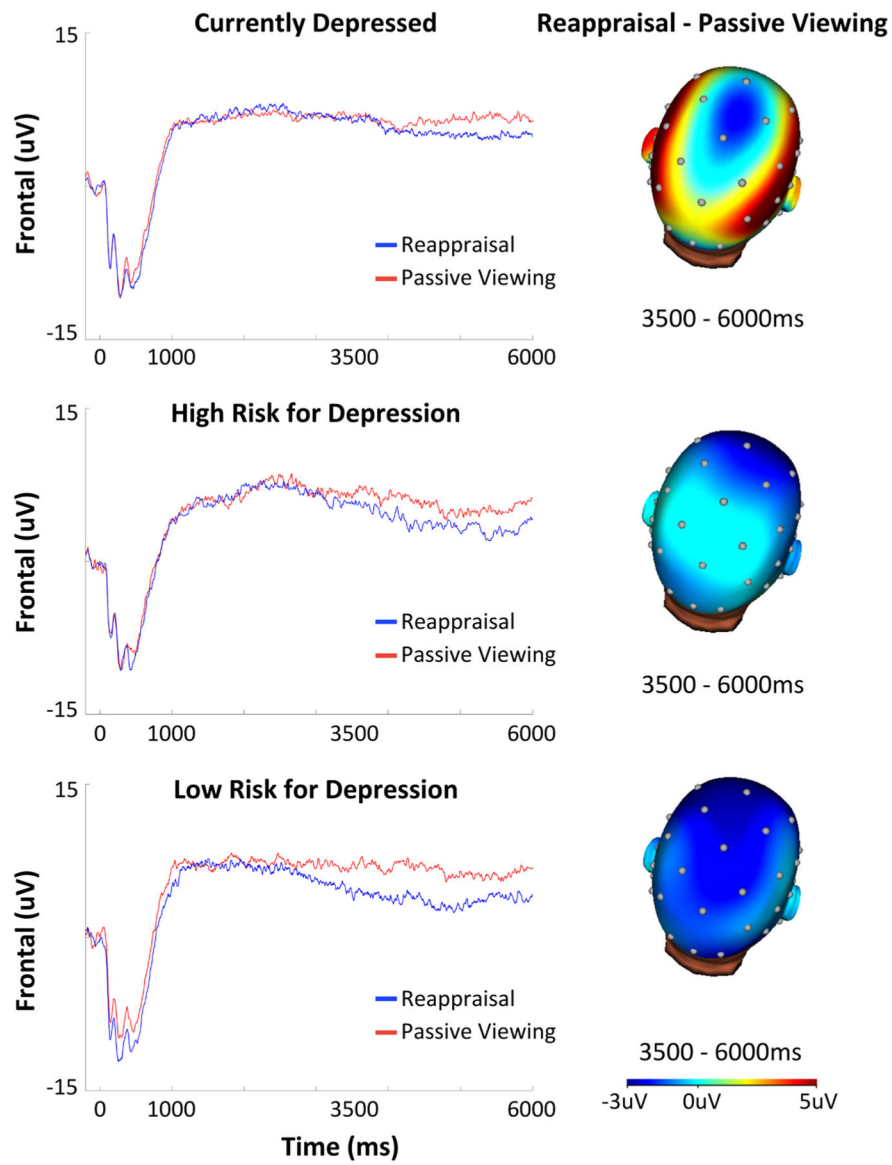 Currently Depressed
Reappraisal - Passive Viewing
15
Frontal (uV)
Reappraisal
Passive Viewing
-15
0 1000 3500 6000
3500 - 6000ms
15
High Risk for Depression
Frontal (uV)
Reappraisal
Passive Viewing
-15
0 1000 3500 6000
3500 - 6000ms
15
Low Risk for Depression
Frontal (uV)
Reappraisal
Passive Viewing
-15
0 1000 3500 6000
Time (ms)
3500 - 6000ms
-3uV 0uV 5uV